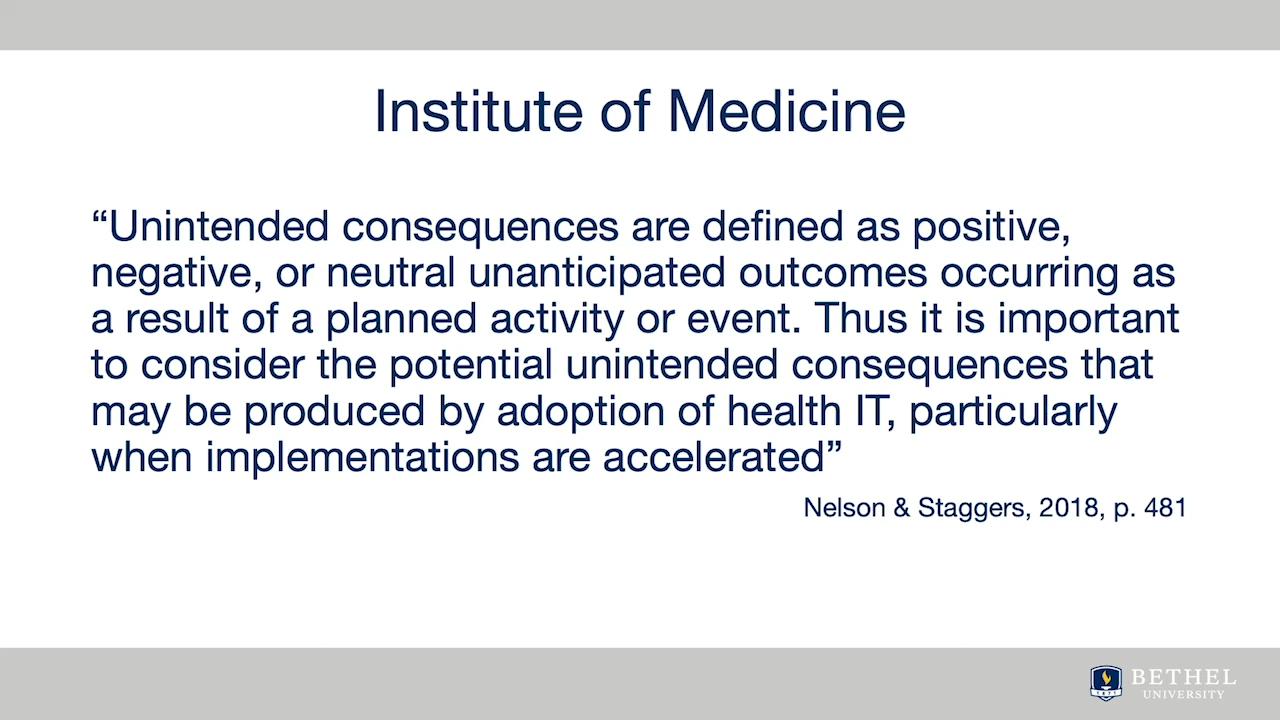 Institute of Medicine
“Unintended consequences are defined as positive,
negative, or neutral unanticipated outcomes occurring as
a result of a planned activity or event. Thus it is important
to consider the potential unintended consequences that
may be produced by adoption of health IT, particularly
when implementations are accelerated”
Nelson & Staggers, 2018, p. 481
BETHEL
UNIVERSITY